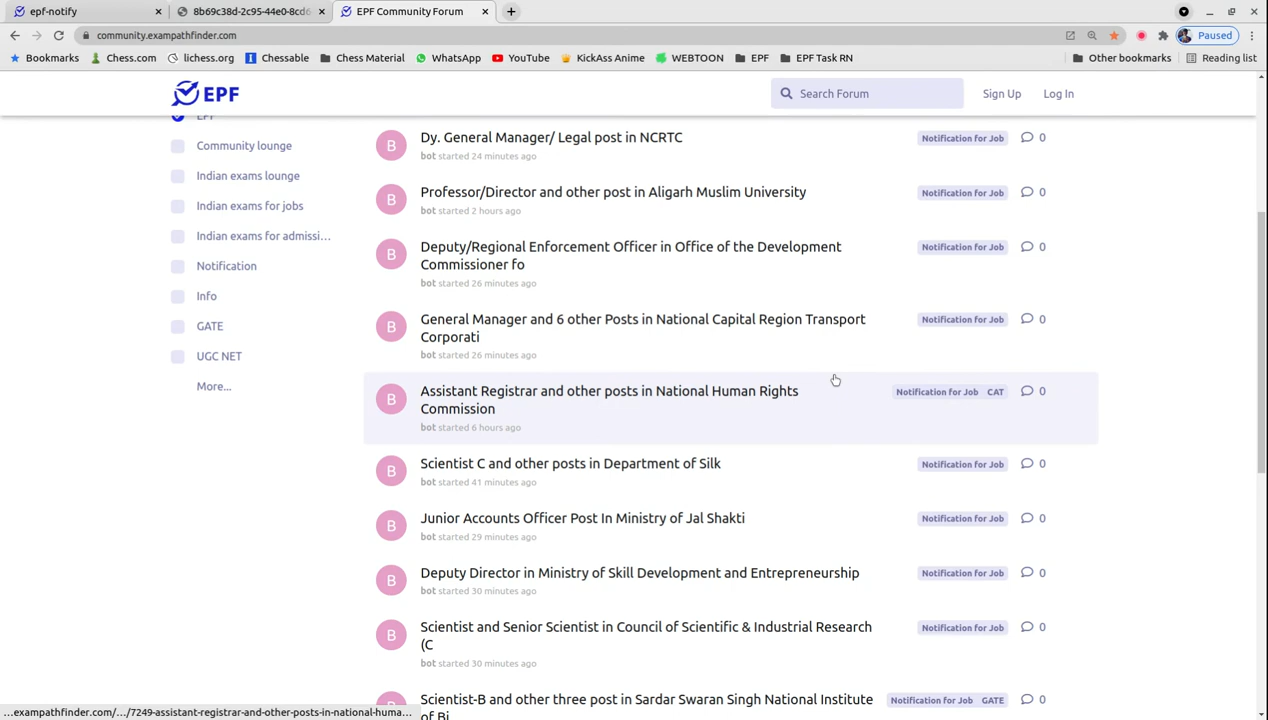 epf-notify
8b69c38d-2c95-44e0-8cd6
EPF Community Forum
community.exampathfinder.com
Paused
Bookmarks
Chess.com
lichess.org
Chessable
Chess Material
WhatsApp
YouTube
KickAss Anime
WEBTOON
EPF
EPF Task RN
Other bookmarks
Reading list
EPF
Search Forum
Sign Up
Log In
EPF
Community lounge
Indian exams lounge
Indian exams for jobs
Indian exams for admissi...
Notification
Info
GATE
UGC NET
More...
Dy. General Manager/ Legal post in NCRTC
Notification for Job
0
bot started 24 minutes ago
Professor/Director and other post in Aligarh Muslim University
Notification for Job
0
bot started 2 hours ago
Deputy/Regional Enforcement Officer in Office of the Development
Commissioner fo
Notification for Job
0
bot started 26 minutes ago
General Manager and 6 other Posts in National Capital Region Transport
Corporati
Notification for Job
0
bot started 26 minutes ago
Assistant Registrar and other posts in National Human Rights
Commission
Notification for Job CAT
0
bot started 6 hours ago
Scientist C and other posts in Department of Silk
Notification for Job
0
bot started 41 minutes ago
Junior Accounts Officer Post In Ministry of Jal Shakti
Notification for Job
0
bot started 29 minutes ago
Deputy Director in Ministry of Skill Development and Entrepreneurship
Notification for Job
0
bot started 30 minutes ago
Scientist and Senior Scientist in Council of Scientific & Industrial Research
(C
Notification for Job
0
bot started 30 minutes ago
Scientist-B and other three post in Sardar Swaran Singh National Institute
of Bi
Notification for Job GATE
0
B
B
B
B
B
B
B
B
B
B
...exampathfinder.com/.../7249-assistant-registrar-and-other-posts-in-national-huma...